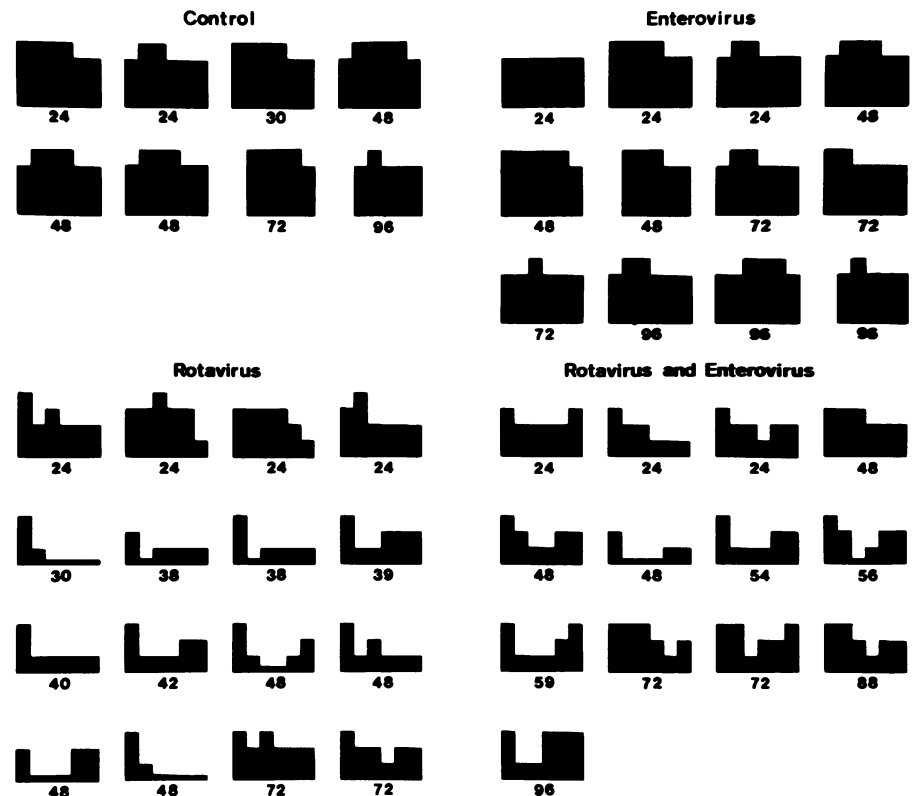 Control
24 24 30 48
48 48 72 96
Enterovirus
24 24 24 48
48 48 72 72
72 96 96 96
Rotavirus
24 24 24 24
30 38 38 39
40 42 48 48
48 48 72 72
Rotavirus and Enterovirus
24 24 24 48
48 48 54 56
59 72 72 88
96